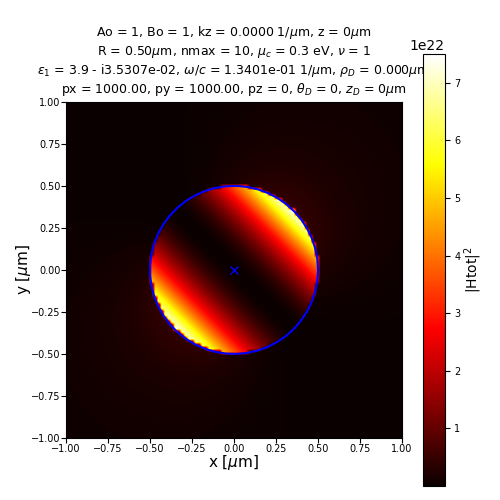 Ao = 1, Bo = 1, kz = 0.0000 1/μm, z = 0μm
R = 0.50μm, nmax = 10, μ_c = 0.3 eV, ν = 1
ε₁ = 3.9 - i3.5307e-02, ω/c = 1.3401e-01 1/μm, ρ_D = 0.000μm
px = 1000.00, py = 1000.00, pz = 0, θ_D = 0, z_D = 0μm
1e22
1.00
0.75
0.50
0.25
0.00
−0.25
−0.50
−0.75
−1.00
y [μm]
−1.00 −0.75 −0.50 −0.25 0.00 0.25 0.50 0.75 1.00
x [μm]
7
6
5
4
3
2
1
|Htot|²